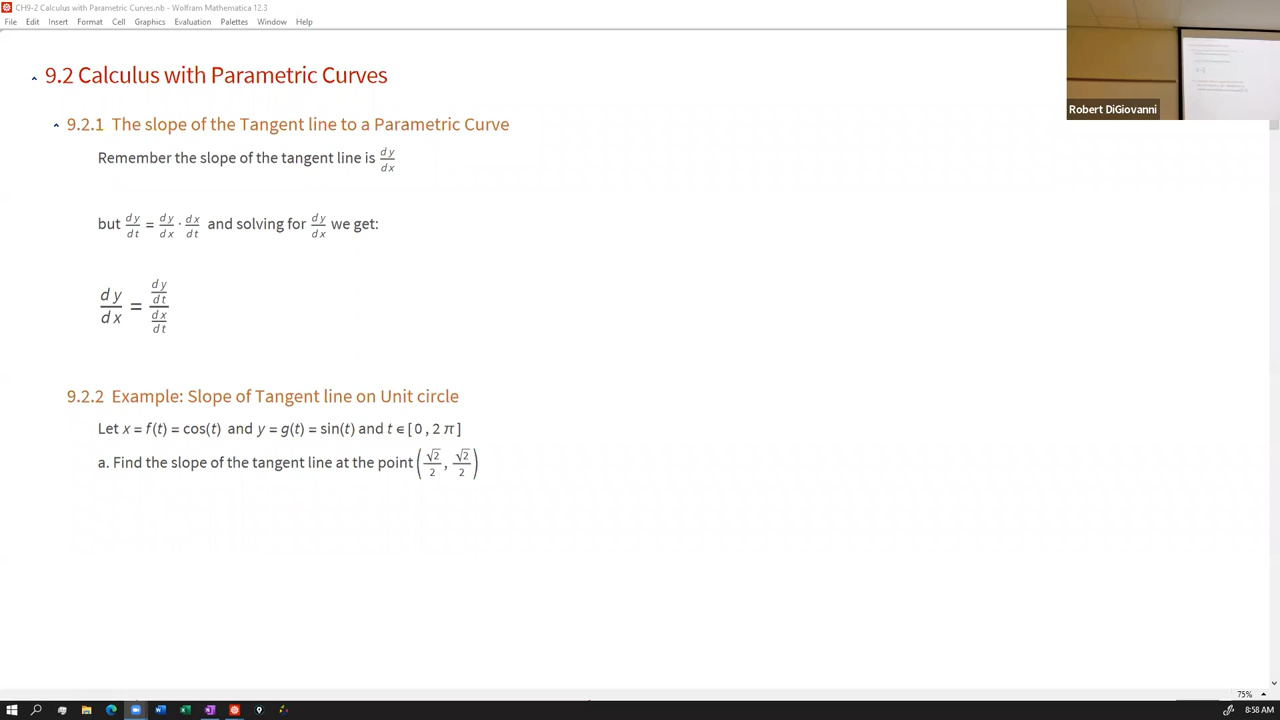 CH9-2 Calculus with Parametric Curves.nb - Wolfram Mathematica 12.3
File Edit Insert Format Cell Graphics Evaluation Palettes Window Help
9.2 Calculus with Parametric Curves
9.2.1 The slope of the Tangent line to a Parametric Curve
Remember the slope of the tangent line is dy/dx
but dy/dt = dy/dx · dx/dt and solving for dy/dx we get:
dy/dx = (dy/dt)/(dx/dt)
9.2.2 Example: Slope of Tangent line on Unit circle
Let x = f(t) = cos(t) and y = g(t) = sin(t) and t ∈ [0, 2 π]
a. Find the slope of the tangent line at the point (√2/2, √2/2)
Robert DiGiovanni
75%
8:58 AM